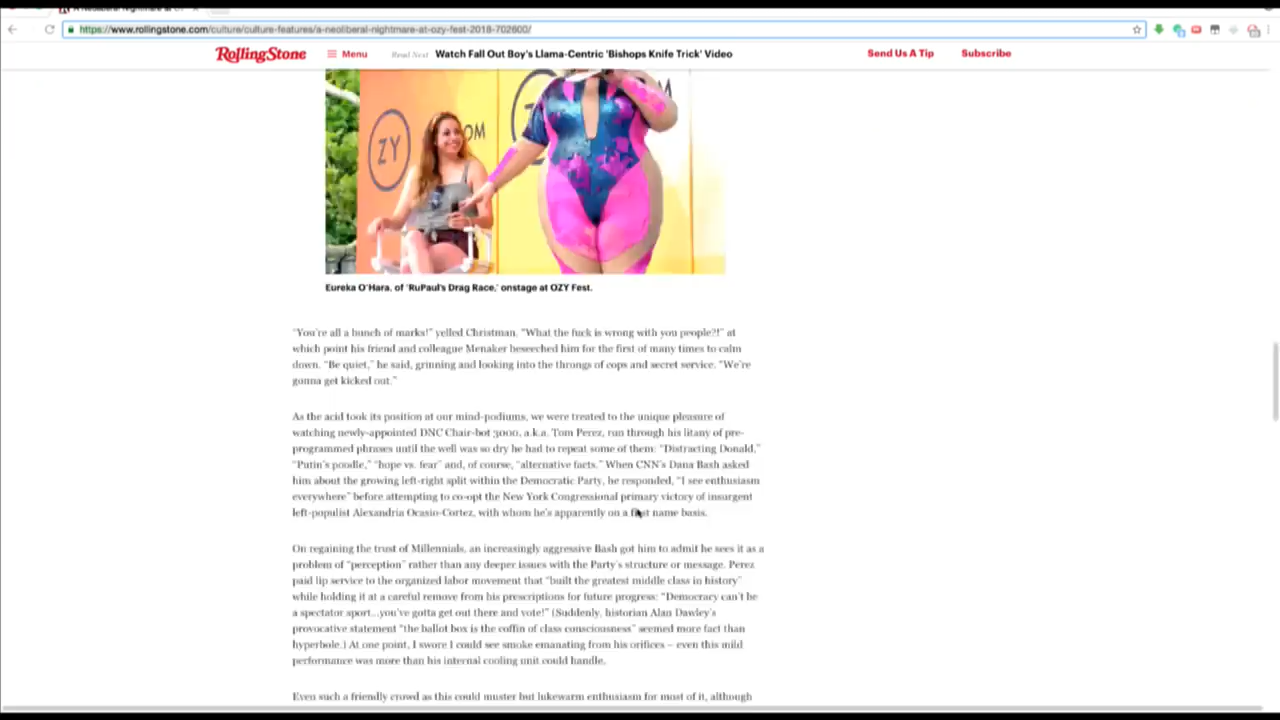 https://www.rollingstone.com/culture/culture-features/a-neoliberal-nightmare-at-ozy-fest-2018-702600/
RollingStone
Menu
Read Next
Watch Fall Out Boy's Llama-Centric 'Bishops Knife Trick' Video
Send Us A Tip
Subscribe
ZY
OM
ZY
M
Eureka O'Hara, of 'RuPaul's Drag Race,' onstage at OZY Fest.
"You're all a bunch of marks!" yelled Christman. "What the fuck is wrong with you people?!" at
which point his friend and colleague Menaker beseeched him for the first of many times to calm
down. "Be quiet," he said, grinning and looking into the throngs of cops and secret service. "We're
gonna get kicked out."
As the acid took its position at our mind-podiums, we were treated to the unique pleasure of
watching newly-appointed DNC Chair-bot 3000, a.k.a. Tom Perez, run through his litany of pre-
programmed phrases until the well was so dry he had to repeat some of them: "Distracting Donald,"
"Putin's poodle," "hope vs. fear" and, of course, "alternative facts." When CNN's Dana Bash asked
him about the growing left-right split within the Democratic Party, he responded, "I see enthusiasm
everywhere" before attempting to co-opt the New York Congressional primary victory of insurgent
left-populist Alexandria Ocasio-Cortez, with whom he's apparently on a first name basis.
On regaining the trust of Millennials, an increasingly aggressive Bash got him to admit he sees it as a
problem of "perception" rather than any deeper issues with the Party's structure or message. Perez
paid lip service to the organized labor movement that "built the greatest middle class in history"
while holding it at a careful remove from his prescriptions for future progress: "Democracy can't be
a spectator sport...you've gotta get out there and vote!" (Suddenly, historian Alan Dawley's
provocative statement "the ballot box is the coffin of class consciousness" seemed more fact than
hyperbole.) At one point, I swore I could see smoke emanating from his orifices – even this mild
performance was more than his internal cooling unit could handle.
Even such a friendly crowd as this could muster but lukewarm enthusiasm for most of it, although